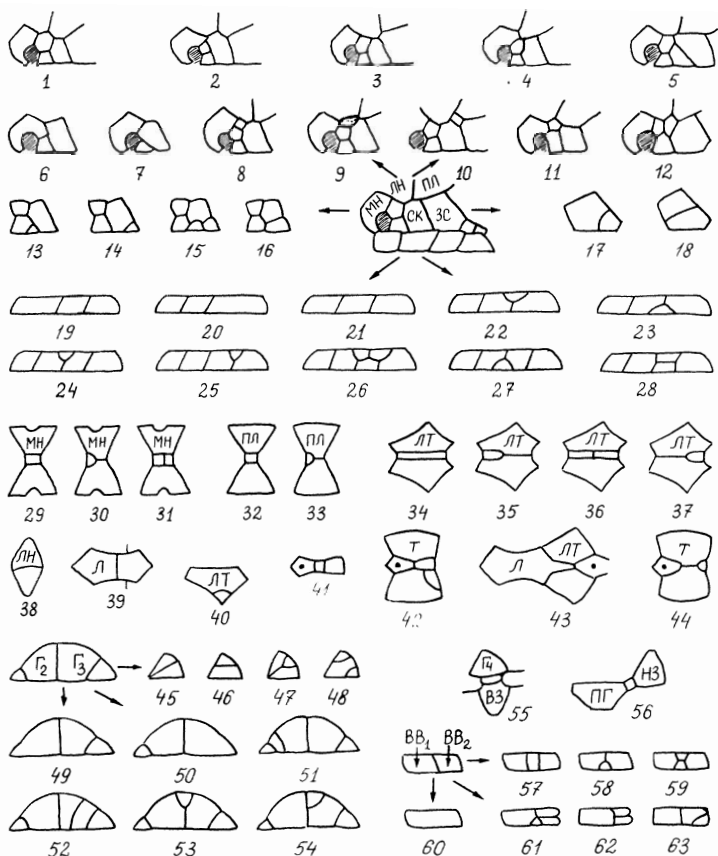 1 2 3 4 5
6 7 8 9 10 11 12
МН ЛН ПЛ
СК ЗС
13 14 15 16 17 18
19 20 21 22 23
24 25 26 27 28
МН МН МН ПЛ ПЛ ЛТ ЛТ ЛТ ЛТ
29 30 31 32 33 34 35 36 37
ЛН Л ЛТ Т Л ЛТ Т
38 39 40 41 42 43 44
Г2 Г3 Г4 ВЗ ПГ НЗ
45 46 47 48 55 56
ВВ1 ВВ2
49 50 51 57 58 59
52 53 54 60 61 62 63